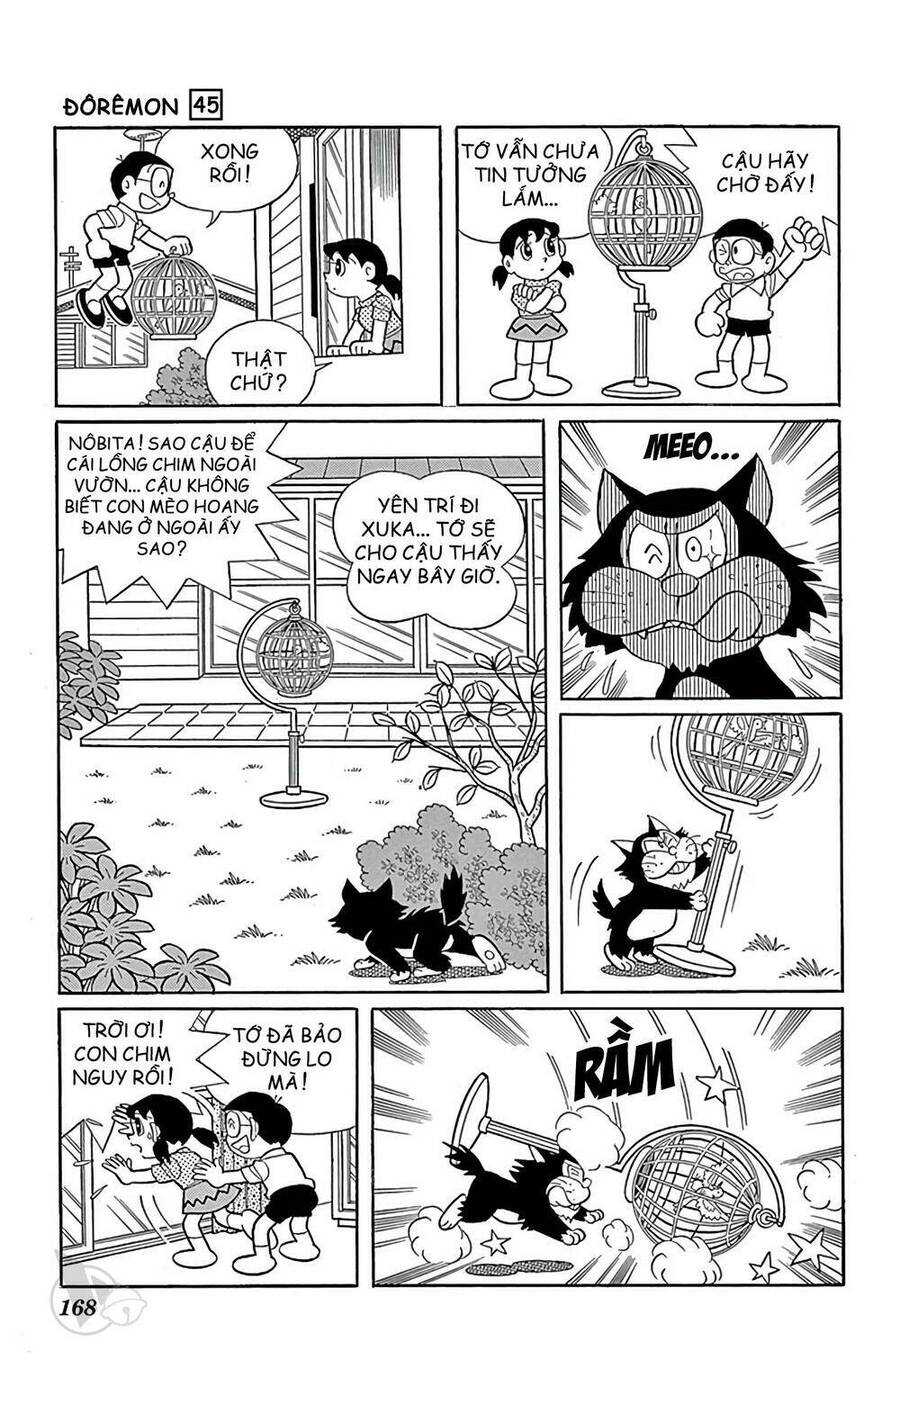 ĐÔRÊMON 45
XONG
RỒI!
THẬT
CHỨ?
TỚ VẪN CHƯA
TIN TƯỞNG
LẮM...
CẬU HÃY
CHỜ ĐẤY!
NÔBITA! SAO CẬU ĐỂ
CÁI LỒNG CHIM NGOÀI
VƯỜN... CẬU KHÔNG
BIẾT CON MÈO HOANG
ĐANG Ở NGOÀI ẤY
SAO?
YÊN TRÍ ĐI
XUKA... TỚ SẼ
CHO CẬU THẤY
NGAY BÂY GIỜ.
MEEO...
TRỜI ƠI!
CON CHIM
NGUY RỒI!
TỚ ĐÃ BẢO
ĐỪNG LO
MÀ!
RẦM
168